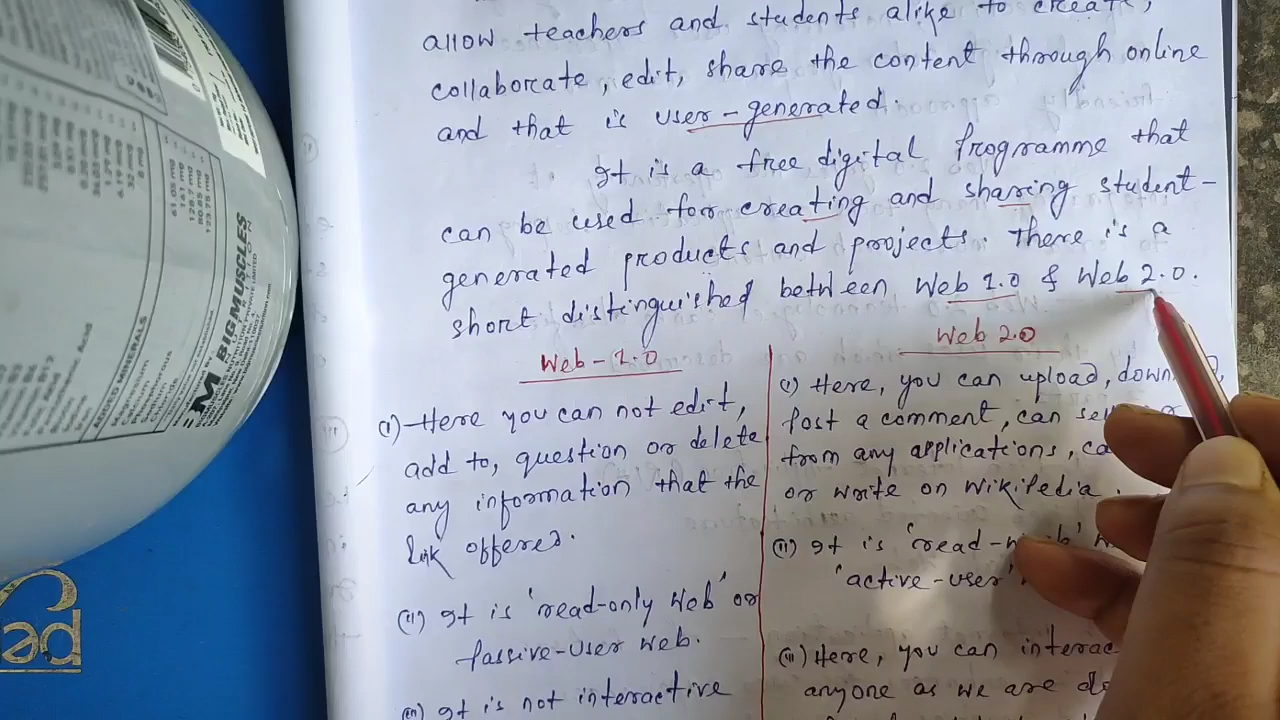 allow teachers and students alike to create,
collaborate, edit, share the content through online
and that is user-generated.
It is a free digital programme that
can be used for creating and sharing student-
generated products and projects. There is a
short distinguished between Web 1.0 & Web 2.0.
Web-1.0
(i) Here you can not edit,
add to, question or delete
any information that the
link offered.
(ii) It is 'read-only Web' or
passive-user web.
(iii) It is not interactive
Web 2.0
(i) Here, you can upload,
Post a comment, can
from any applications,
or write on Wikipedia.
(ii) It is 'read-
'active-user'
(iii) Here, you can
anyone as we are
M BIGMUSCLES
NUTRITION
ADDED MINERALS